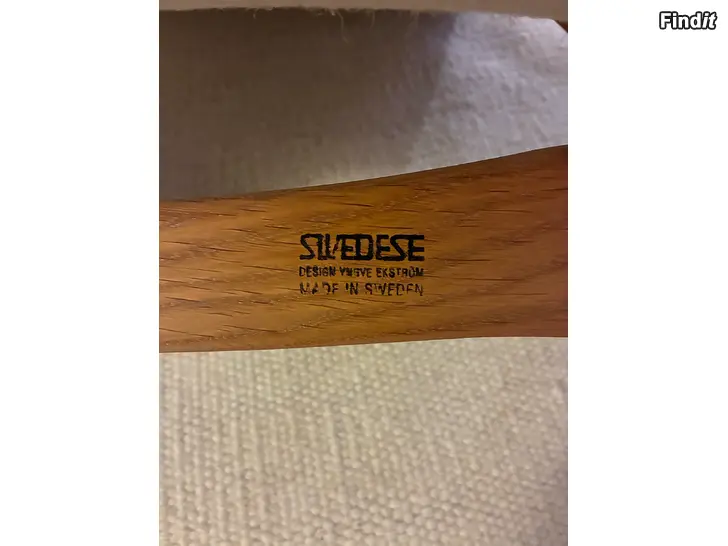 Findit
SWEDESE
DESIGN YNGVE EKSTRÖM
MADE IN SWEDEN